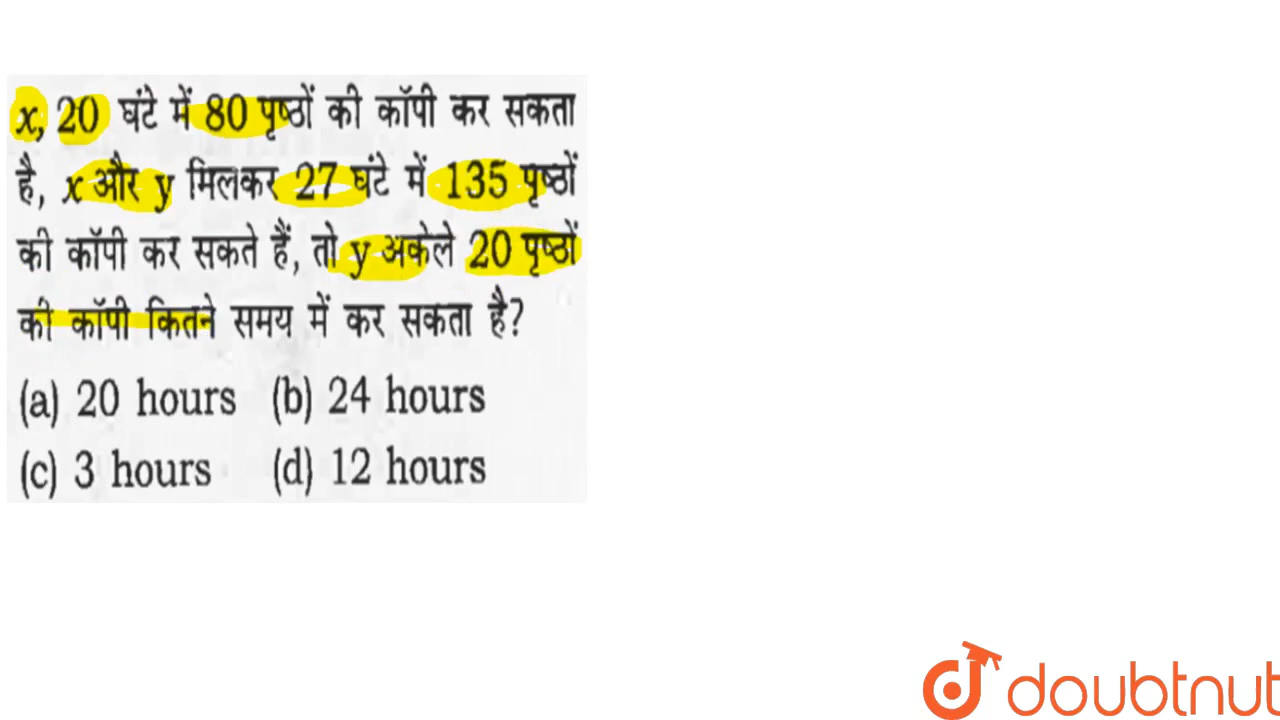 x, 20 घंटे में 80 पृष्ठों की कॉपी कर सकता
है, x और y मिलकर 27 घंटे में 135 पृष्ठों
की कॉपी कर सकते हैं, तो y अकेले 20 पृष्ठों
की कॉपी कितने समय में कर सकता है?
(a) 20 hours (b) 24 hours
(c) 3 hours (d) 12 hours
doubtnut